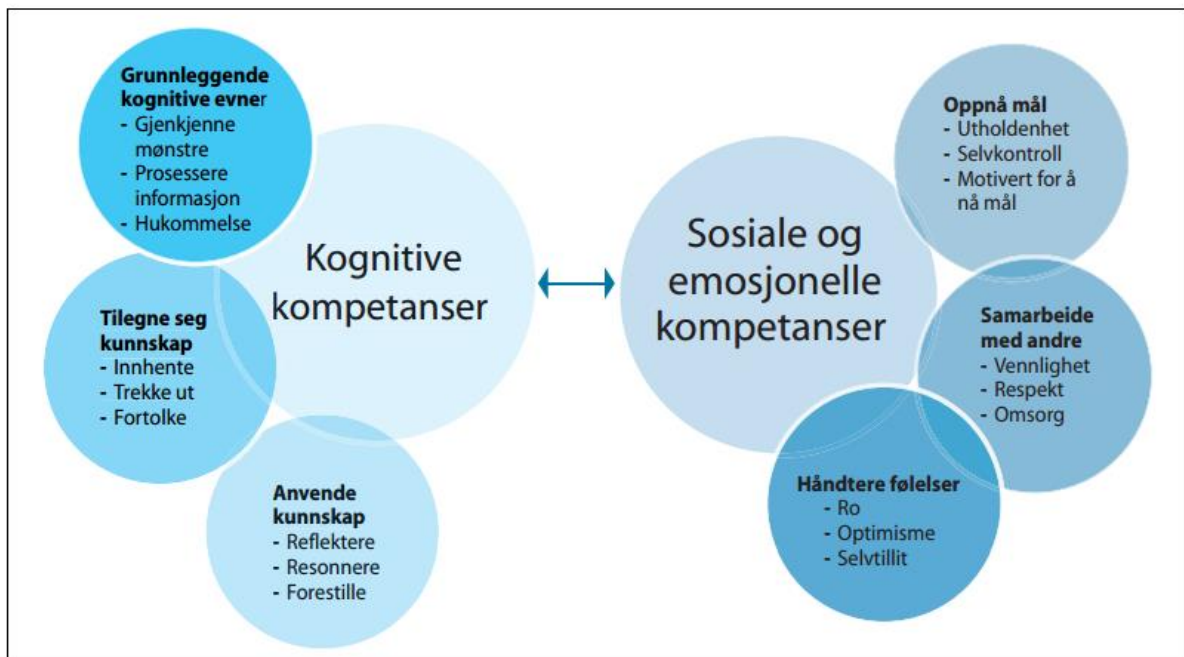 Grunnleggende
kognitive evner
- Gjenkjenne
mønstre
- Prosessere
informasjon
- Hukommelse
Kognitive
kompetanser
Tilegne seg
kunnskap
- Innhente
- Trekke ut
- Fortolke
Anvende
kunnskap
- Reflektere
- Resonnere
- Forestille
Sosiale og
emosjonelle
kompetanser
Oppnå mål
- Utholdenhet
- Selvkontroll
- Motivert for å
nå mål
Samarbeide
med andre
- Vennlighet
- Respekt
- Omsorg
Håndtere følelser
- Ro
- Optimisme
- Selvtillit